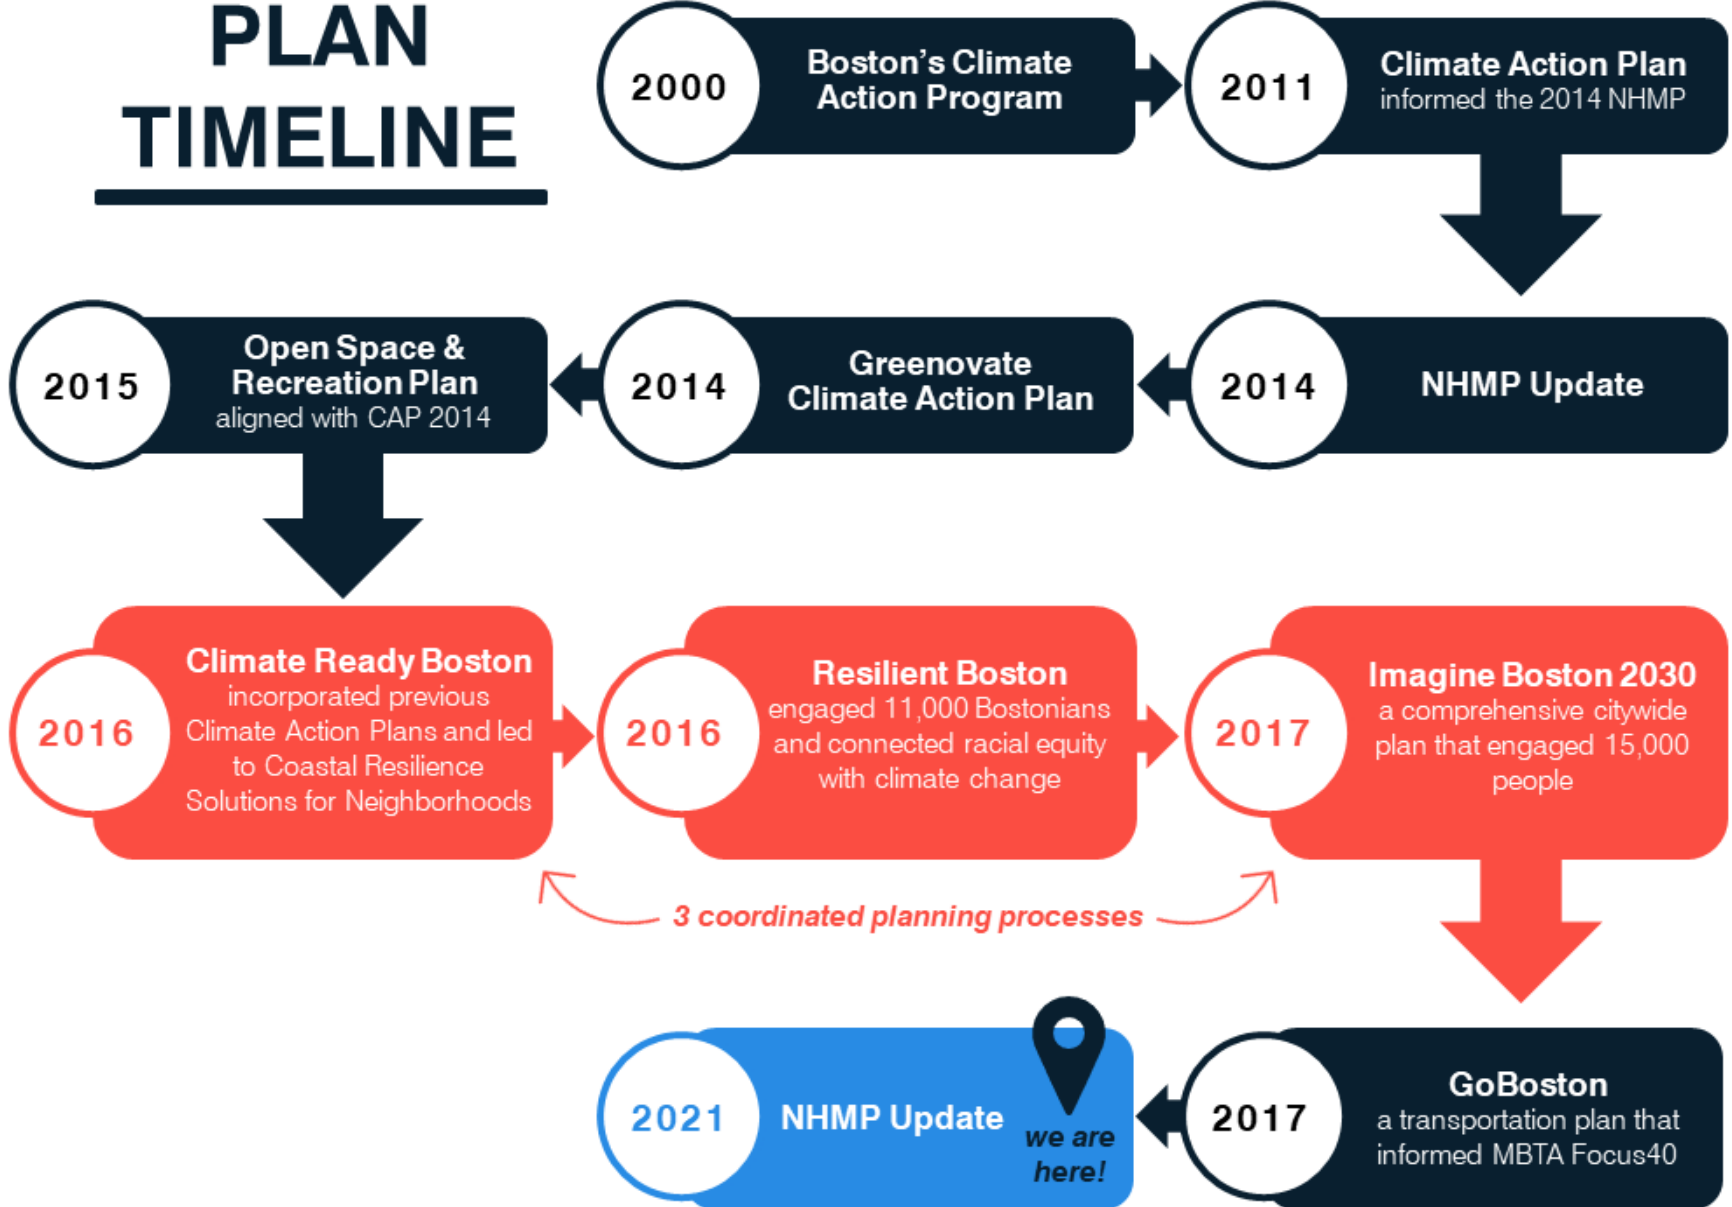 PLAN
TIMELINE
2000
Boston's Climate
Action Program
2011
Climate Action Plan
informed the 2014 NHMP
2014
NHMP Update
2014
Greenovate
Climate Action Plan
2015
Open Space &
Recreation Plan
aligned with CAP 2014
2016
Climate Ready Boston
incorporated previous
Climate Action Plans and led
to Coastal Resilience
Solutions for Neighborhoods
2016
Resilient Boston
engaged 11,000 Bostonians
and connected racial equity
with climate change
2017
Imagine Boston 2030
a comprehensive citywide
plan that engaged 15,000
people
3 coordinated planning processes
2017
GoBoston
a transportation plan that
informed MBTA Focus40
2021
NHMP Update
we are
here!